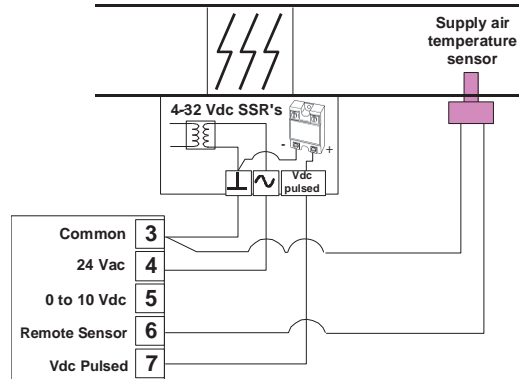 Supply air
temperature
sensor
4-32 Vdc SSR's
- +
Vdc
pulsed
Common 3
24 Vac 4
0 to 10 Vdc 5
Remote Sensor 6
Vdc Pulsed 7